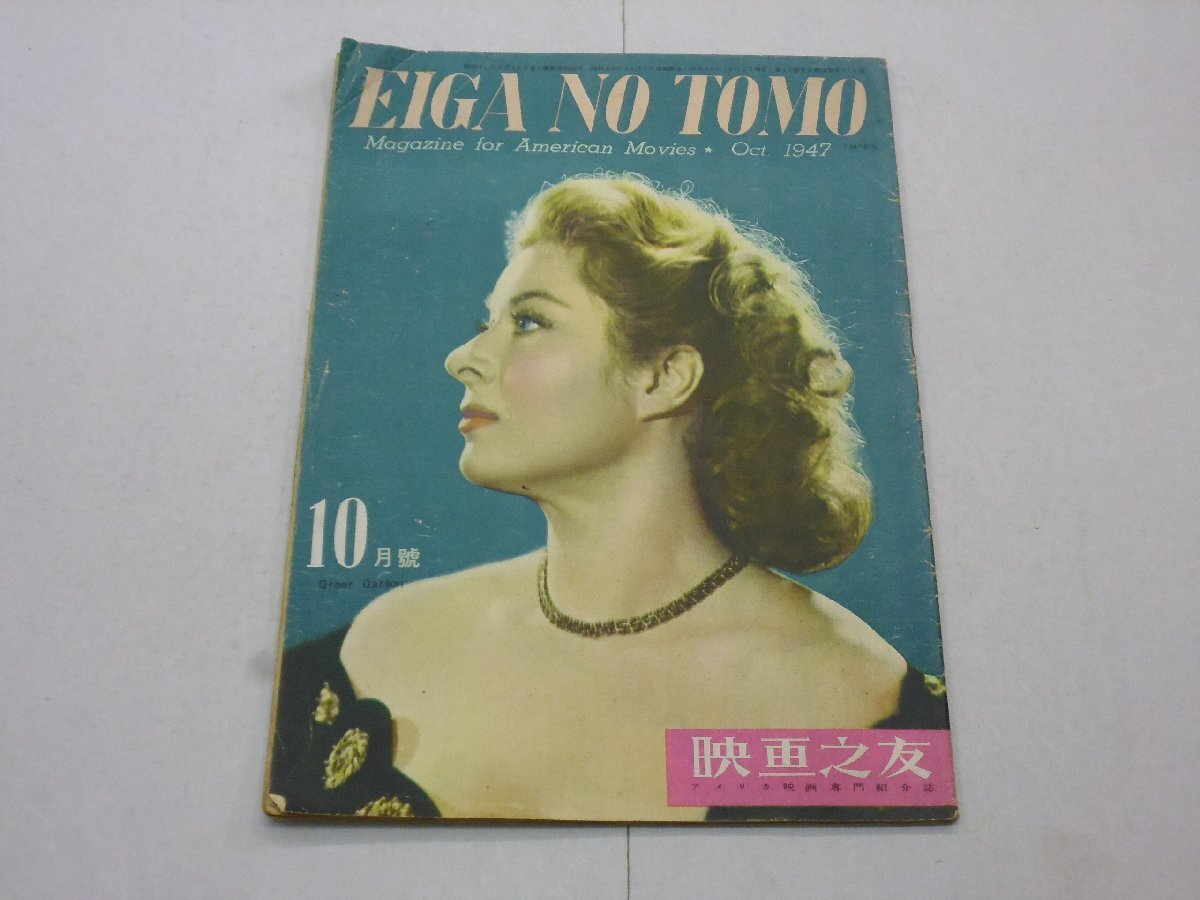 EIGA NO TOMO
Magazine for American Movies ★ Oct. 1947
10月號
Greer Garson
映画之友
アメリカ映画専門紹介誌